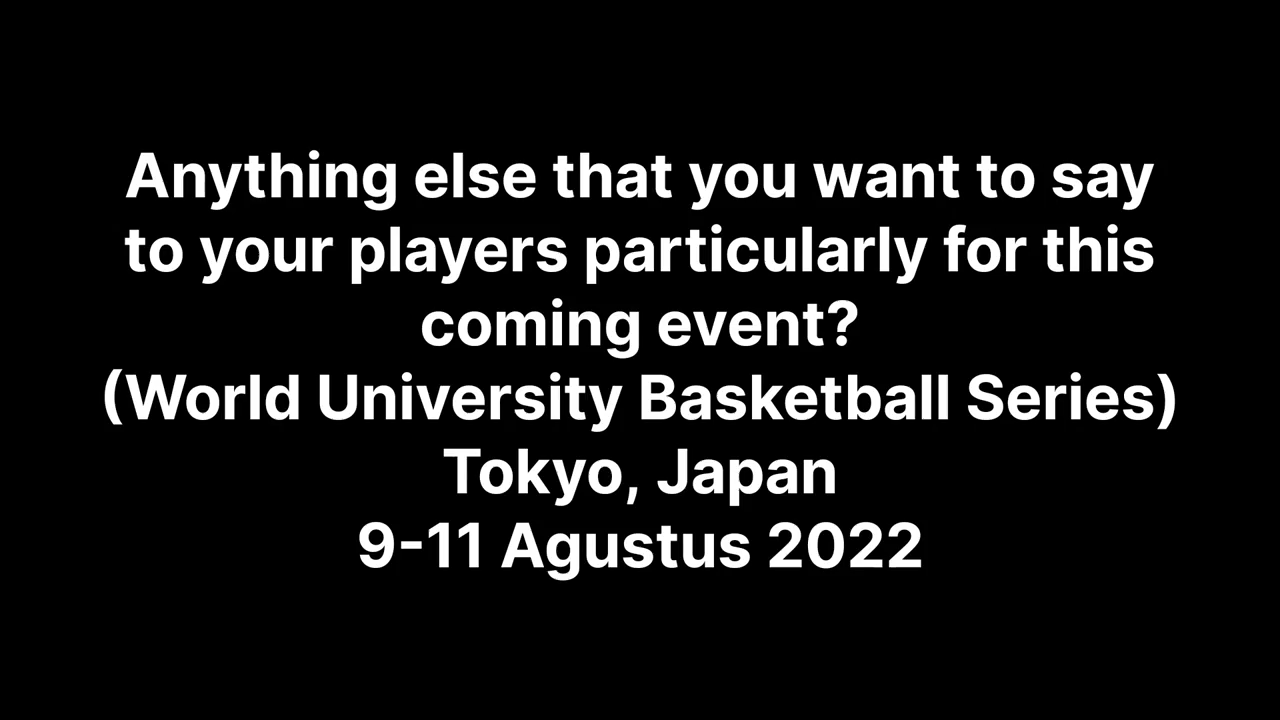 Anything else that you want to say
to your players particularly for this
coming event?
(World University Basketball Series)
Tokyo, Japan
9-11 Agustus 2022